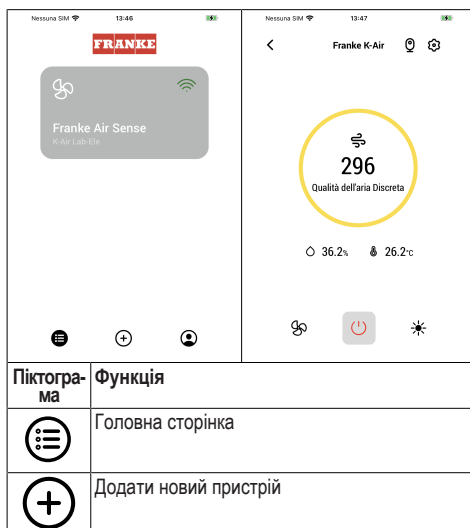 Nessuna SIM 13:46
FRANKE
Franke Air Sense
K-Air Lab-Ele
Nessuna SIM 13:47
Franke K-Air
296
Qualità dell'aria Discreta
36.2% 26.2°C
Піктогра-
ма
Функція
Головна сторінка
Додати новий пристрій